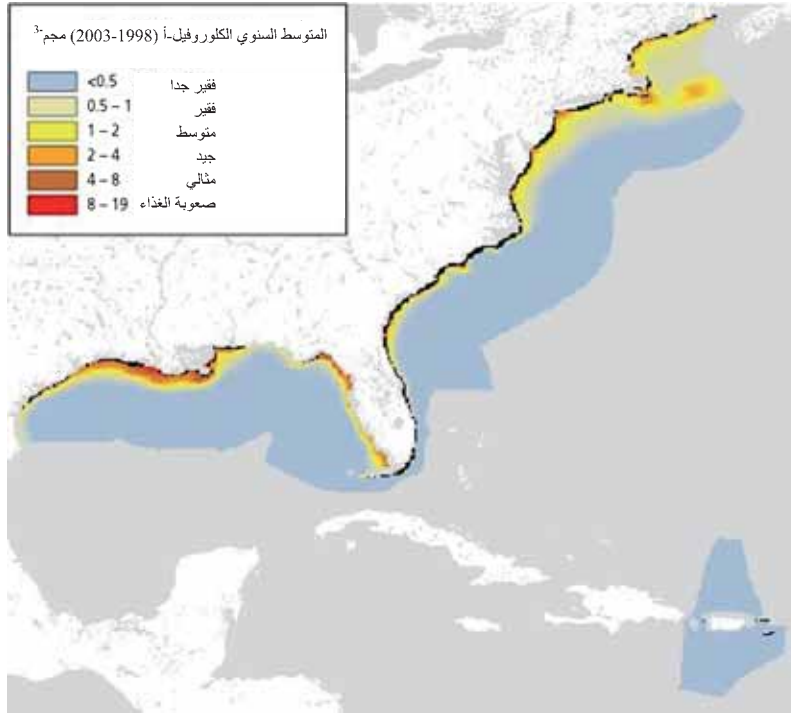 المتوسط السنوي الكلوروفيل-أ (1998-2003) مجم-3
<0.5 فقير جدا
0.5 – 1 فقير
1 – 2 متوسط
2 – 4 جيد
4 – 8 مثالي
8 – 19 صعوبة الغذاء